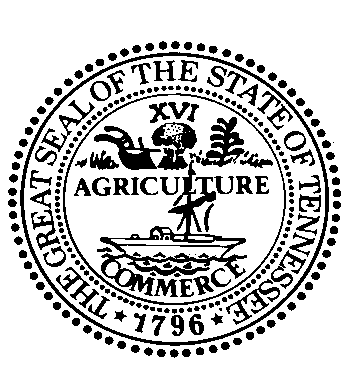 THE GREAT SEAL OF THE STATE OF TENNESSEE
XVI
AGRICULTURE
COMMERCE
1796